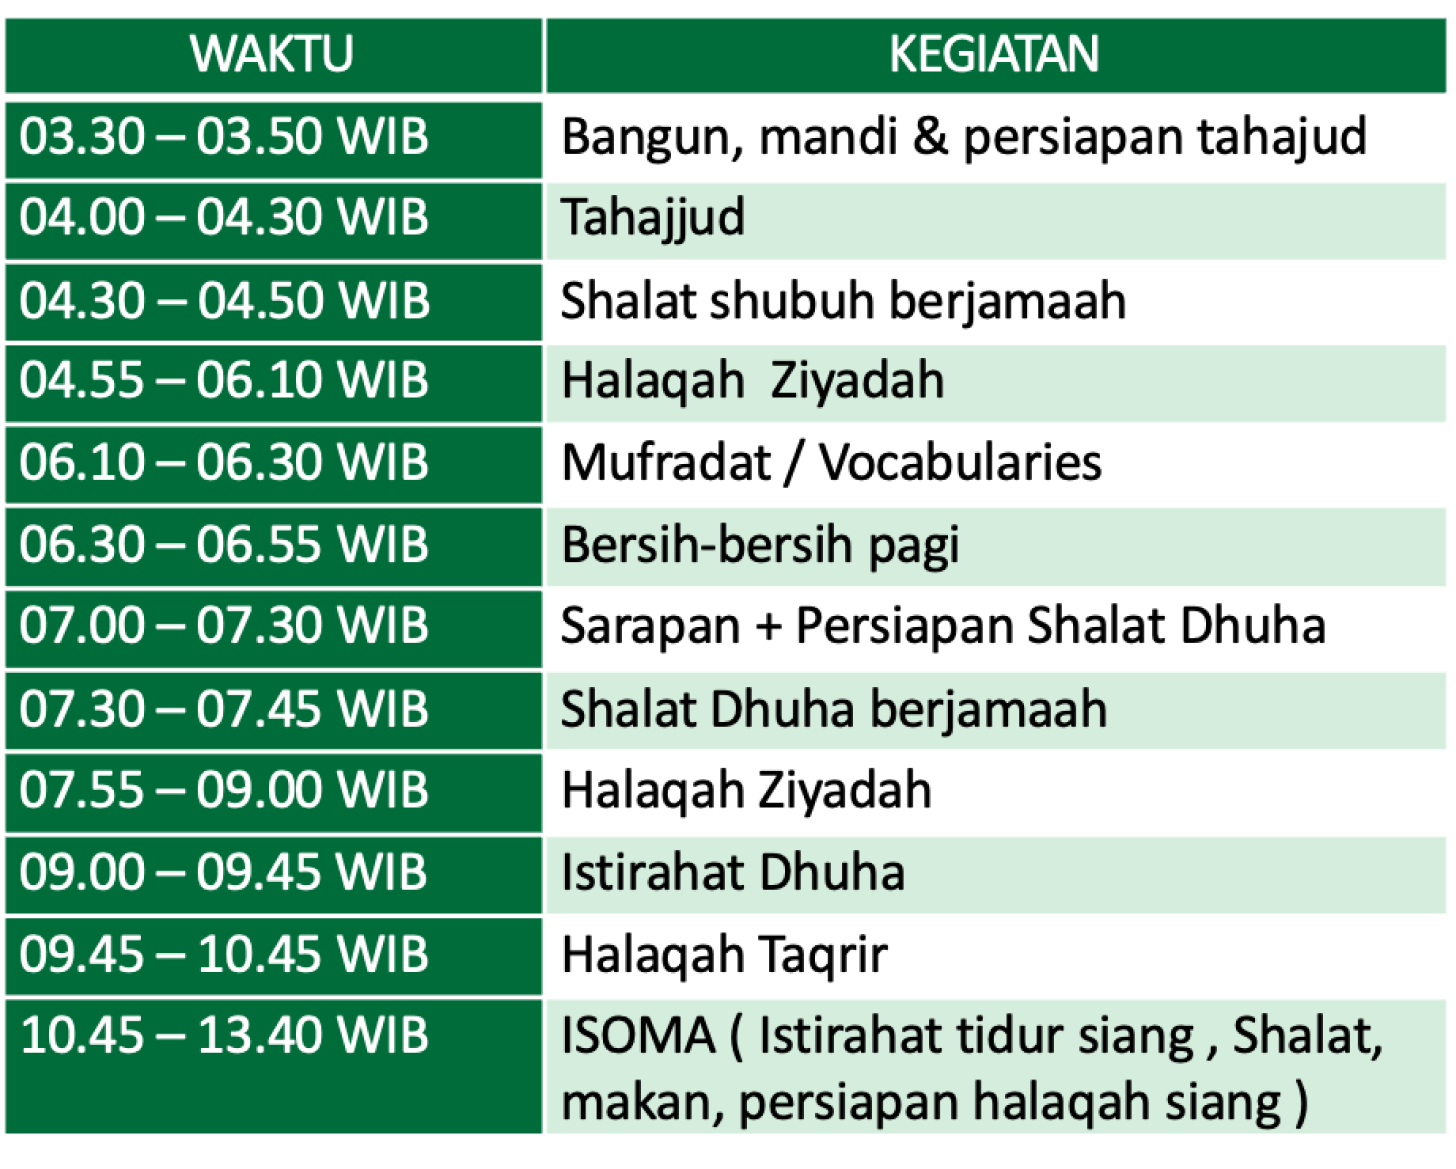 WAKTU KEGIATAN
03.30 – 03.50 WIB Bangun, mandi & persiapan tahajud
04.00 – 04.30 WIB Tahajjud
04.30 – 04.50 WIB Shalat shubuh berjamaah
04.55 – 06.10 WIB Halaqah  Ziyadah
06.10 – 06.30 WIB Mufradat / Vocabularies
06.30 – 06.55 WIB Bersih-bersih pagi
07.00 – 07.30 WIB Sarapan + Persiapan Shalat Dhuha
07.30 – 07.45 WIB Shalat Dhuha berjamaah
07.55 – 09.00 WIB Halaqah Ziyadah
09.00 – 09.45 WIB Istirahat Dhuha
09.45 – 10.45 WIB Halaqah Taqrir
10.45 – 13.40 WIB ISOMA ( Istirahat tidur siang , Shalat,
makan, persiapan halaqah siang )